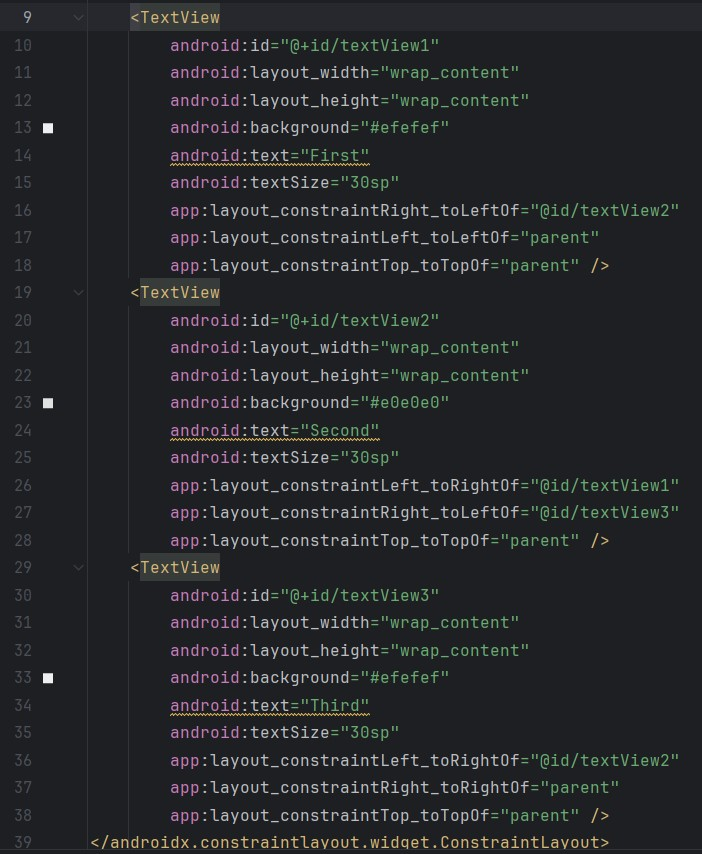 9 <TextView
10 android:id="@+id/textView1"
11 android:layout_width="wrap_content"
12 android:layout_height="wrap_content"
13 android:background="#efefef"
14 android:text="First"
15 android:textSize="30sp"
16 app:layout_constraintRight_toLeftOf="@id/textView2"
17 app:layout_constraintLeft_toLeftOf="parent"
18 app:layout_constraintTop_toTopOf="parent" />
19 <TextView
20 android:id="@+id/textView2"
21 android:layout_width="wrap_content"
22 android:layout_height="wrap_content"
23 android:background="#e0e0e0"
24 android:text="Second"
25 android:textSize="30sp"
26 app:layout_constraintLeft_toRightOf="@id/textView1"
27 app:layout_constraintRight_toLeftOf="@id/textView3"
28 app:layout_constraintTop_toTopOf="parent" />
29 <TextView
30 android:id="@+id/textView3"
31 android:layout_width="wrap_content"
32 android:layout_height="wrap_content"
33 android:background="#efefef"
34 android:text="Third"
35 android:textSize="30sp"
36 app:layout_constraintLeft_toRightOf="@id/textView2"
37 app:layout_constraintRight_toRightOf="parent"
38 app:layout_constraintTop_toTopOf="parent" />
39 </androidx.constraintlayout.widget.ConstraintLayout>